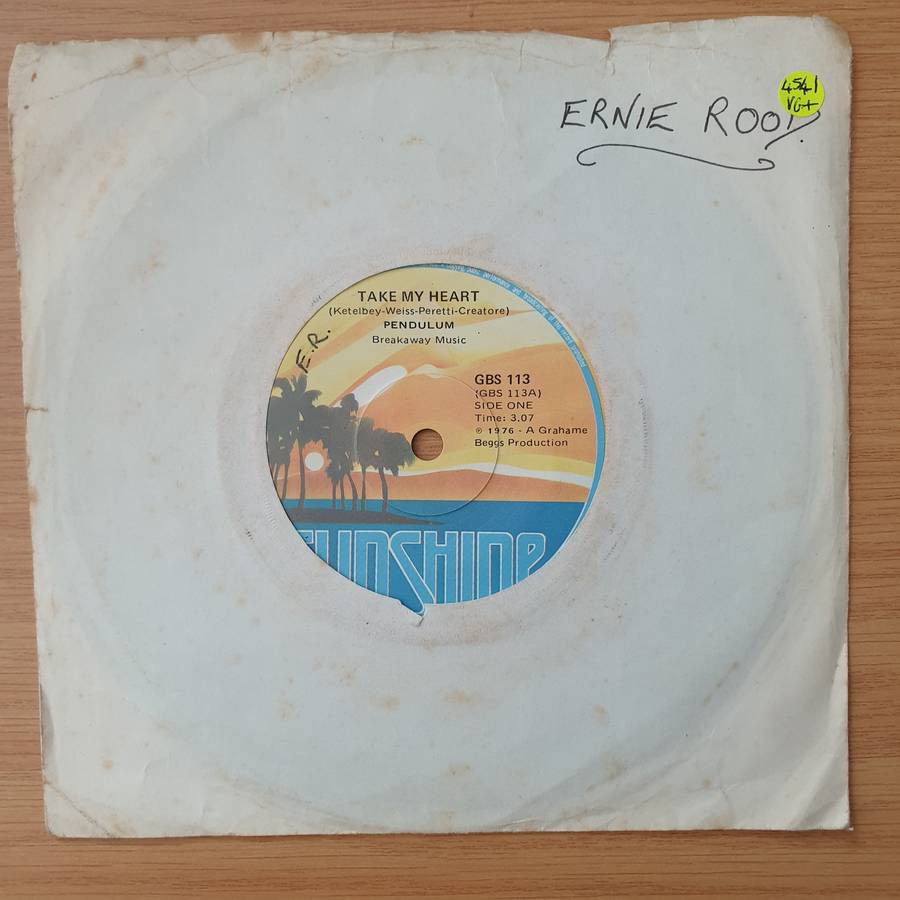 4541
VG+
ERNIE ROOD.
TAKE MY HEART
(Ketelbey-Weiss-Peretti-Creatore)
PENDULUM
Breakaway Music
E.R.
GBS 113
(GBS 113A)
SIDE ONE
Time: 3.07
℗ 1976 - A Grahame
Beggs Production
SUNSHINE